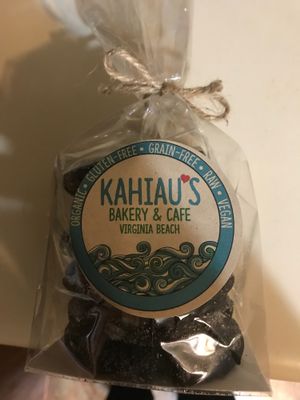 ORGANIC • GLUTEN-FREE • GRAIN-FREE • RAW • VEGAN
KAHIAU'S
BAKERY & CAFE
VIRGINIA BEACH